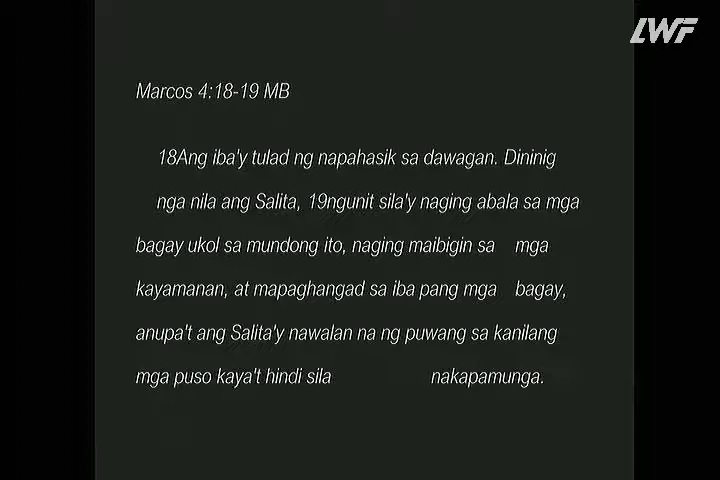 LWF
Marcos 4:18-19 MB
18Ang iba'y tulad ng napahasik sa dawagan. Dininig
nga nila ang Salita, 19ngunit sila'y naging abala sa mga
bagay ukol sa mundong ito, naging maibigin sa mga
kayamanan, at mapaghangad sa iba pang mga bagay,
anupa't ang Salita'y nawalan na ng puwang sa kanilang
mga puso kaya't hindi sila nakapamunga.